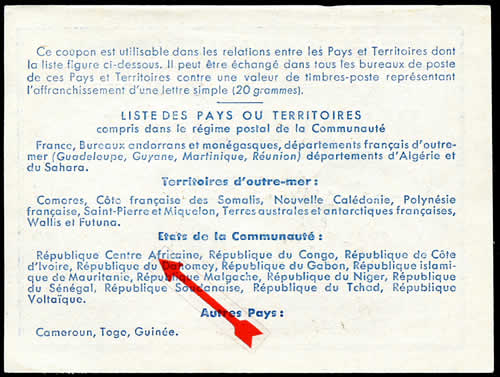 Ce coupon est utilisable dans les relations entre les Pays et Territoires dont
la liste figure ci-dessous. Il peut être échangé dans tous les bureaux de poste
de ces Pays et Territoires contre une valeur de timbres-poste représentant
l'affranchissement d'une lettre simple (20 grammes).
LISTE DES PAYS OU TERRITOIRES
compris dans le régime postal de la Communauté
France, Bureaux andorrans et monégasques, départements français d'outre-
mer (Guadeloupe, Guyane, Martinique, Réunion) départements d'Algérie et
du Sahara.
Territoires d'outre-mer :
Comores, Côte française des Somalis, Nouvelle Calédonie, Polynésie
française, Saint-Pierre et Miquelon, Terres australes et antarctiques françaises,
Wallis et Futuna.
Etats de la Communauté :
République Centre Africaine, République du Congo, République de Côte
d'Ivoire, République du Dahomey, République du Gabon, République islami-
que de Mauritanie, République Malgache, République du Niger, République
du Sénégal, République Soudanaise, République du Tchad, République
Voltaïque.
Autres Pays :
Cameroun, Togo, Guinée.